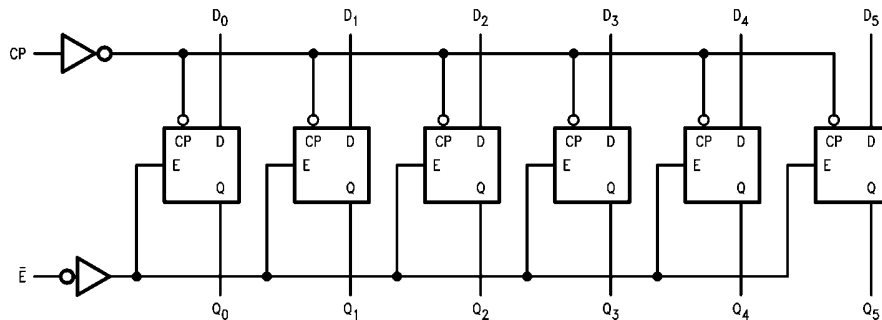 D0 D1 D2 D3 D4 D5
CP
CP D CP D CP D CP D CP D CP D
E E E E E E
Q Q Q Q Q Q
Ē
Q0 Q1 Q2 Q3 Q4 Q5